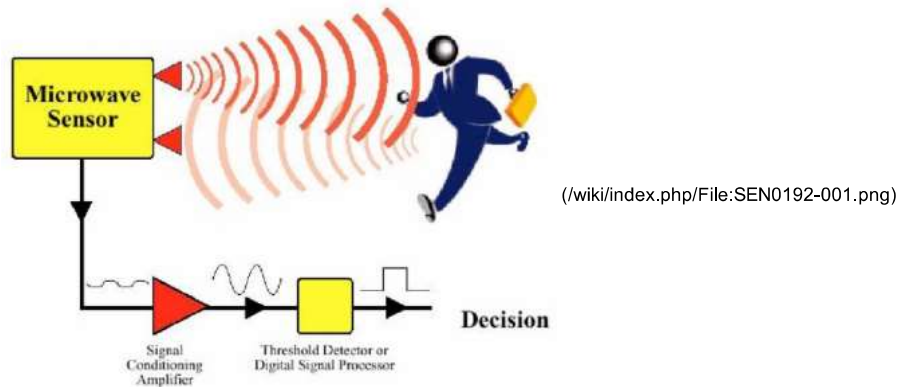 Microwave
Sensor
(/wiki/index.php/File:SEN0192-001.png)
Decision
Signal
Conditioning
Amplifier
Threshold Detector or
Digital Signal Processor